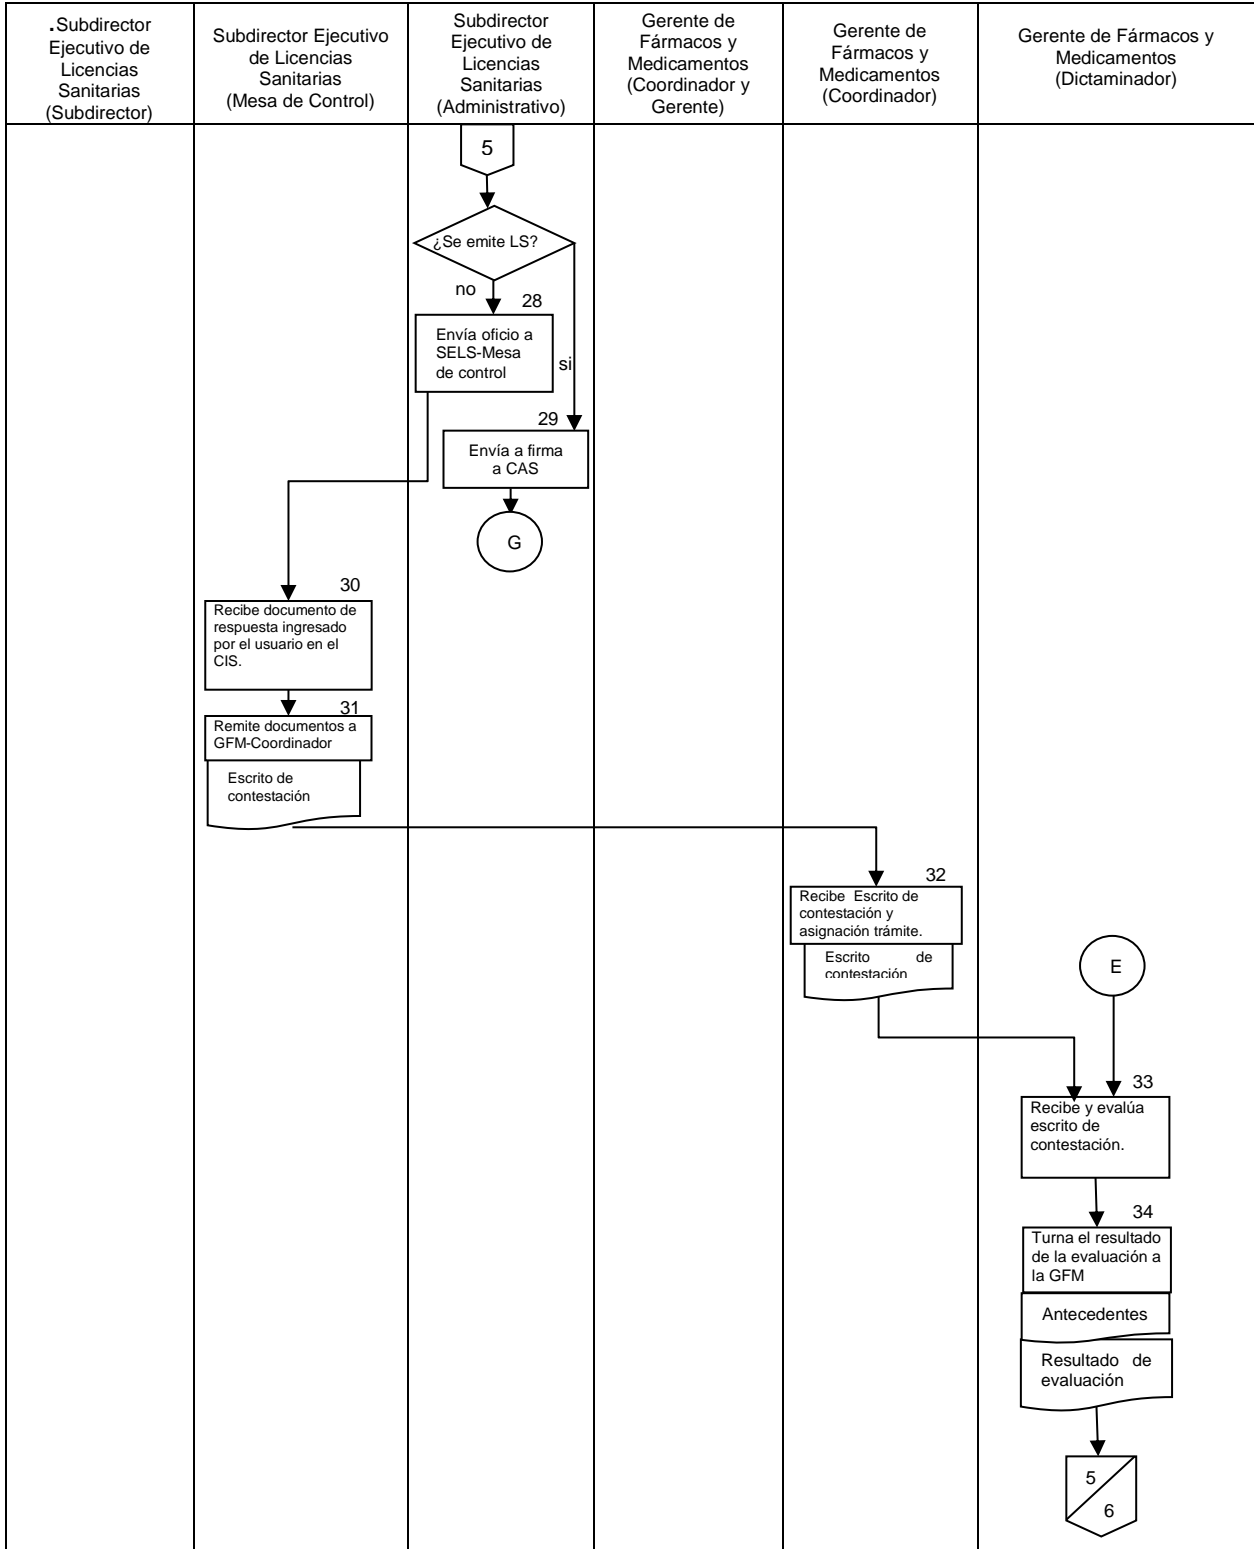 .Subdirector
Ejecutivo de
Licencias
Sanitarias
(Subdirector)
Subdirector Ejecutivo
de Licencias
Sanitarias
(Mesa de Control)
Subdirector
Ejecutivo de
Licencias
Sanitarias
(Administrativo)
Gerente de
Fármacos y
Medicamentos
(Coordinador y
Gerente)
Gerente de
Fármacos y
Medicamentos
(Coordinador)
Gerente de Fármacos y
Medicamentos
(Dictaminador)
5
¿Se emite LS?
no
28
Envía oficio a
SELS-Mesa
de control
si
29
Envía a firma
a CAS
G
30
Recibe documento de
respuesta ingresado
por el usuario en el
CIS.
31
Remite documentos a
GFM-Coordinador
Escrito de
contestación
32
Recibe Escrito de
contestación y
asignación trámite.
Escrito de
contestación
E
33
Recibe y evalúa
escrito de
contestación.
34
Turna el resultado
de la evaluación a
la GFM
Antecedentes
Resultado de
evaluación
5
6